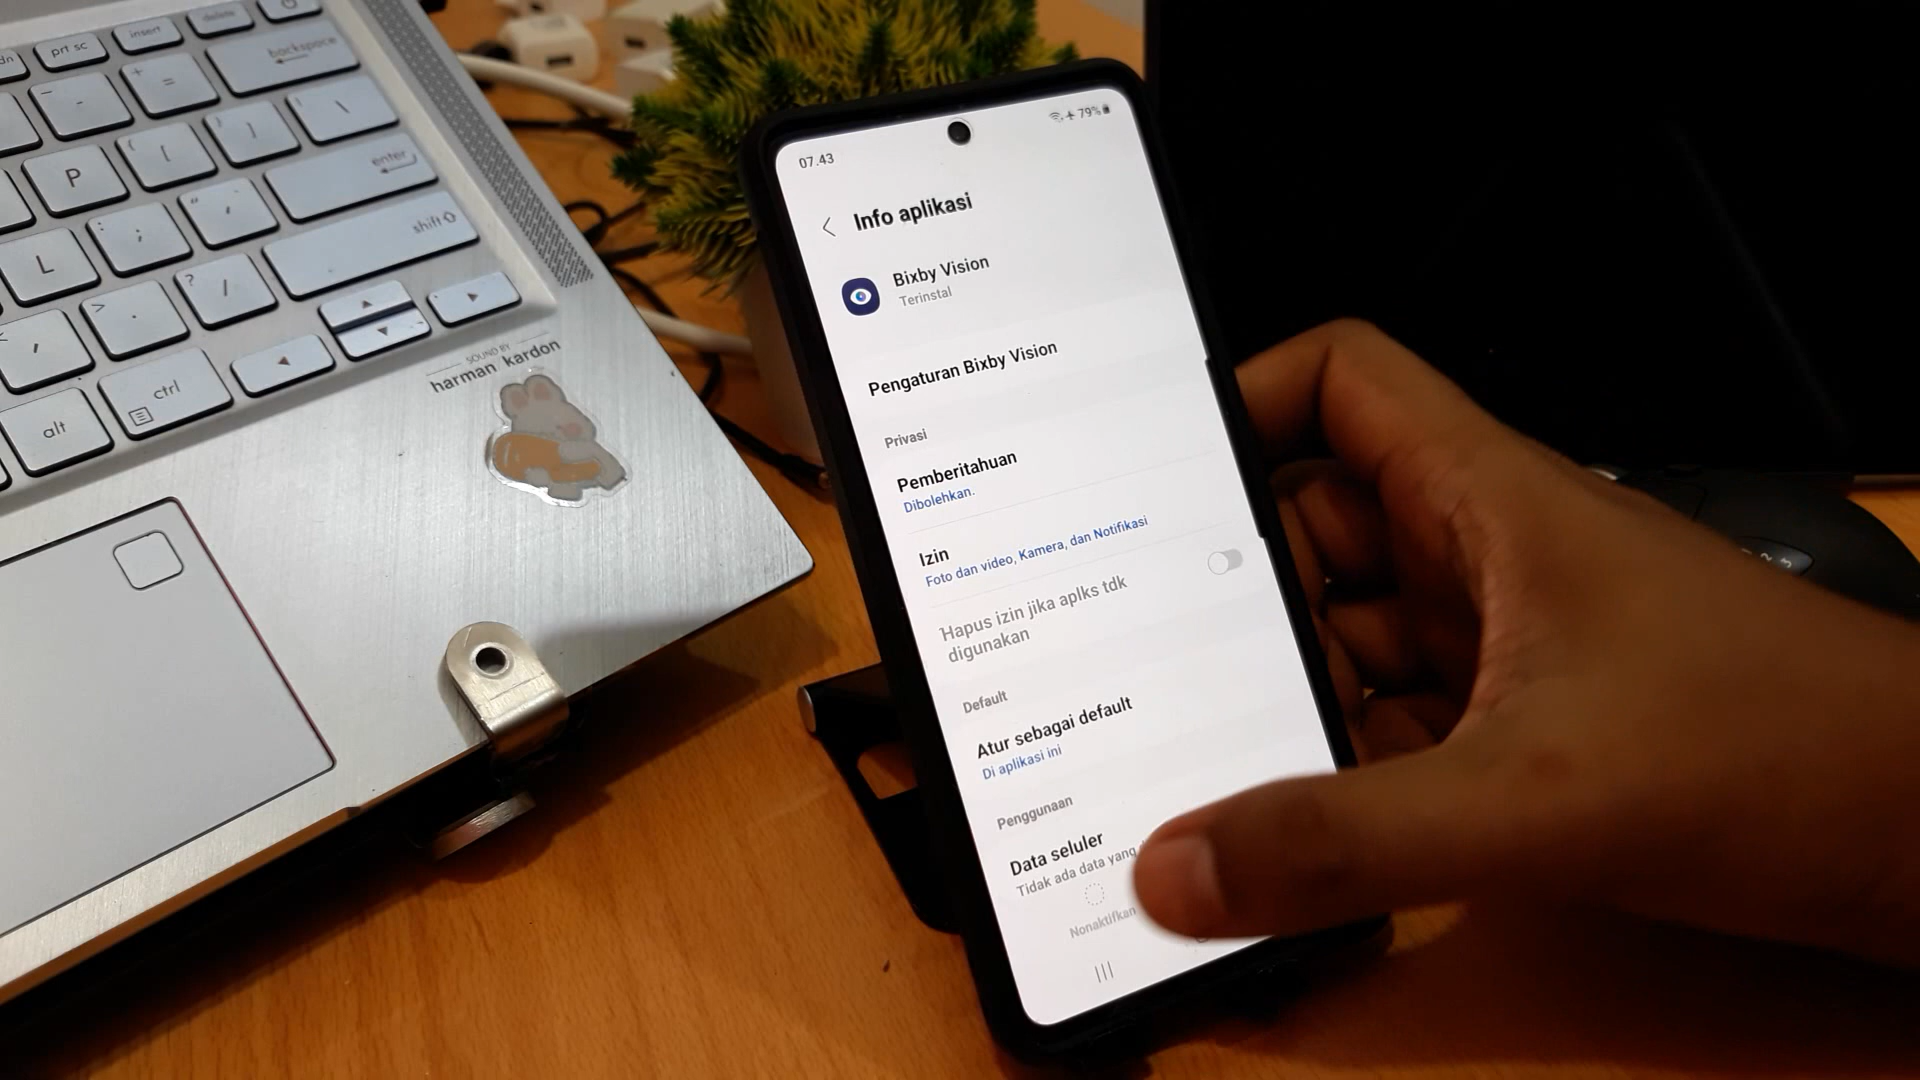 prt sc
insert
delete
backspace
P
enter
L
shift
alt
ctrl
SOUND BY
harman kardon
07.43
79%
Info aplikasi
Bixby Vision
Terinstal
Pengaturan Bixby Vision
Privasi
Pemberitahuan
Dibolehkan.
Izin
Foto dan video, Kamera, dan Notifikasi
Hapus izin jika aplks tdk
digunakan
Default
Atur sebagai default
Di aplikasi ini
Penggunaan
Data seluler
Tidak ada data yang
Nonaktifkan
2
3